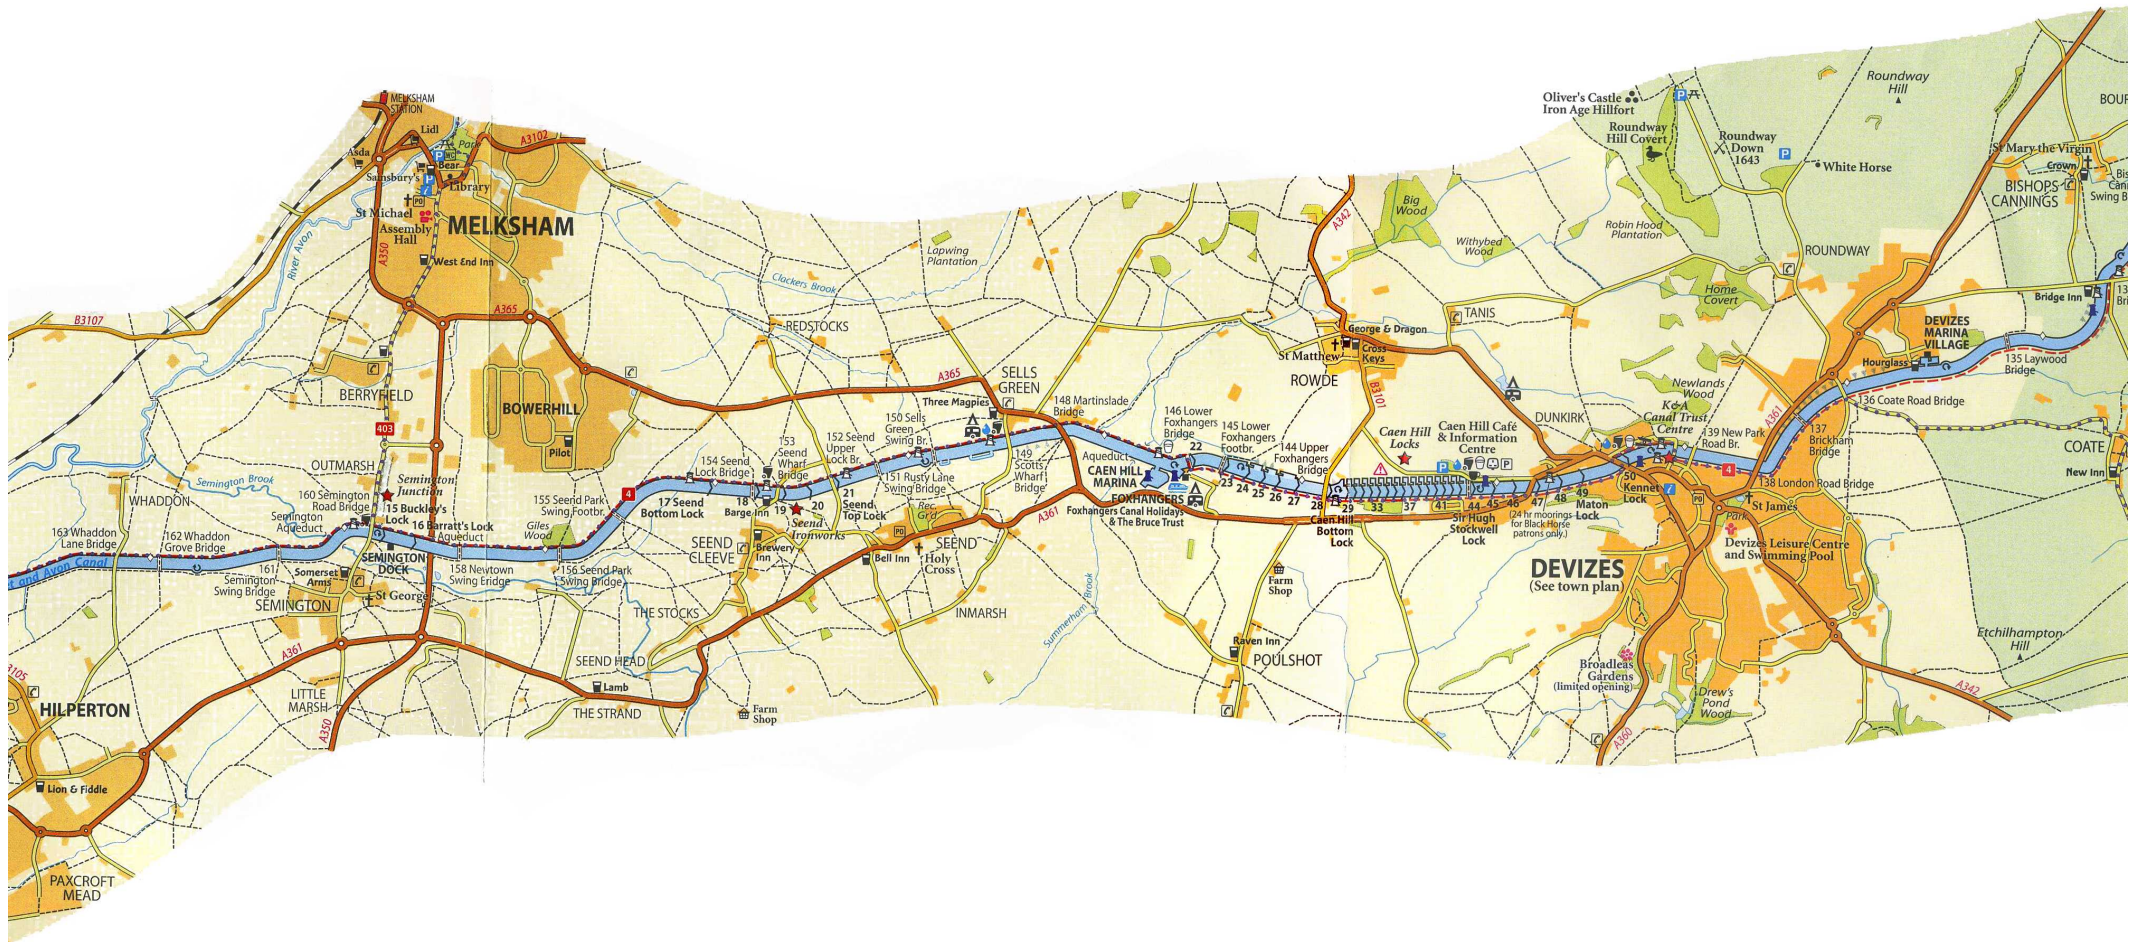 MELKSHAM
STATION
Lidl
Asda
Park
Bear
Sainsbury's
Library
St Michael
Assembly
Hall
MELKSHAM
West End Inn
A3102
A350
River Avon
B3107
A365
BERRYFIELD
BOWERHILL
Pilot
403
OUTMARSH
Semington
Junction
Semington Brook
WHADDON
160 Semington
Road Bridge
15 Buckley's
Lock
16 Barratt's Lock
Aqueduct
Semington
Aqueduct
163 Whaddon
Lane Bridge
162 Whaddon
Grove Bridge
and Avon Canal
161
Semington
Swing Bridge
SEMINGTON
DOCK
158 Newtown
Swing Bridge
Somerset
Arms
SEMINGTON
St George
A361
LITTLE
MARSH
A350
HILPERTON
Lion & Fiddle
PAXCROFT
MEAD
Clackers Brook
Lapwing
Plantation
REDSTOCKS
A365
SELLS
GREEN
Three Magpies
148 Martinslade
Bridge
150 Sells
Green
Swing Br.
152 Seend
Upper
Lock Br.
153
Seend
Wharf
Bridge
154 Seend
Lock Bridge
151 Rusty Lane
Swing Bridge
149
Scotts
Wharf
Bridge
155 Seend Park
Swing Footbr.
4
17 Seend
Bottom Lock
18
Barge Inn
19
20
21
Seend
Top Lock
Seend
Ironworks
Rec.
Gr'd
Giles
Wood
156 Seend Park
Swing Bridge
SEEND
CLEEVE
Brewery
Inn
PO
Bell Inn
SEEND
Holy
Cross
THE STOCKS
INMARSH
Summerham Brook
SEEND HEAD
Lamb
THE STRAND
Farm
Shop
A361
Aqueduct
CAEN HILL
MARINA
FOXHANGERS
Foxhangers Canal Holidays
& The Bruce Trust
146 Lower
Foxhangers
Bridge
145 Lower
Foxhangers
Footbr.
144 Upper
Foxhangers
Bridge
22
23 24 25 26 27 28 29
33 37 41 44 45 46 47 48 49
Caen Hill
Bottom
Lock
Farm
Shop
Raven Inn
POULSHOT
A342
Big
Wood
Withybed
Wood
George & Dragon
St Matthew
Cross
Keys
ROWDE
B3101
TANIS
Caen Hill
Locks
Caen Hill Café
& Information
Centre
P
DUNKIRK
Sir Hugh
Stockwell
Lock
(24 hr moorings
for Black Horse
patrons only.)
Maton
Lock
50
Kennet
Lock
K&A
Canal Trust
Centre
Newlands
Wood
139 New Park
Road Br.
4
PO
Park
138 London Road Bridge
St James
Devizes Leisure Centre
and Swimming Pool
DEVIZES
(See town plan)
Broadleas
Gardens
(limited opening)
Drew's
Pond
Wood
A360
A342
Etchilhampton
Hill
Oliver's Castle
Iron Age Hillfort
Roundway
Hill Covert
Roundway
Down
1643
White Horse
Roundway
Hill
Robin Hood
Plantation
ROUNDWAY
Home
Covert
St Mary the Virgin
Crown
BISHOPS
CANNINGS
Swing B
Bridge Inn
DEVIZES
MARINA
VILLAGE
Hourglass
135 Laywood
Bridge
136 Coate Road Bridge
137
Brickham
Bridge
A361
COATE
New Inn